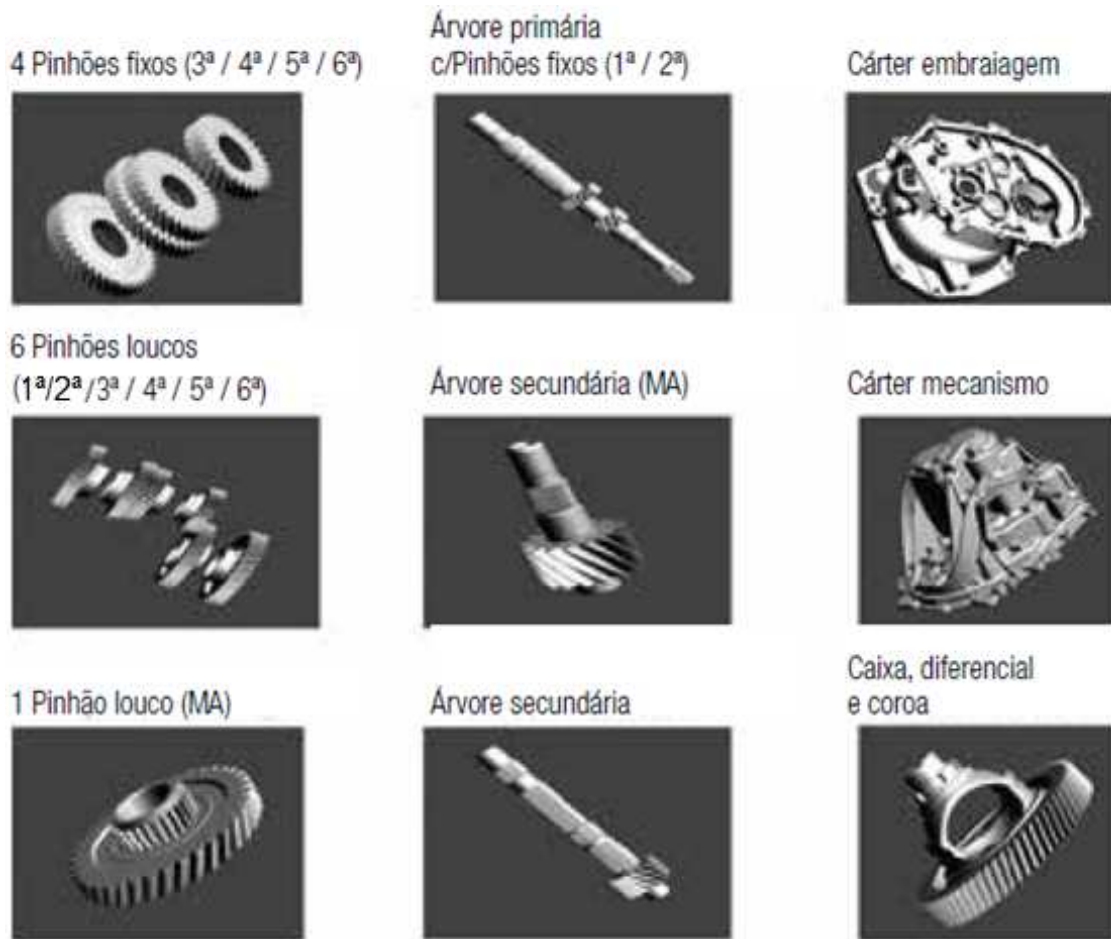 4 Pinhões fixos (3ª / 4ª / 5ª / 6ª)
Árvore primária
c/Pinhões fixos (1ª / 2ª)
Cárter embraiagem
6 Pinhões loucos
(1ª/2ª/3ª / 4ª / 5ª / 6ª)
Árvore secundária (MA)
Cárter mecanismo
1 Pinhão louco (MA)
Árvore secundária
Caixa, diferencial
e coroa